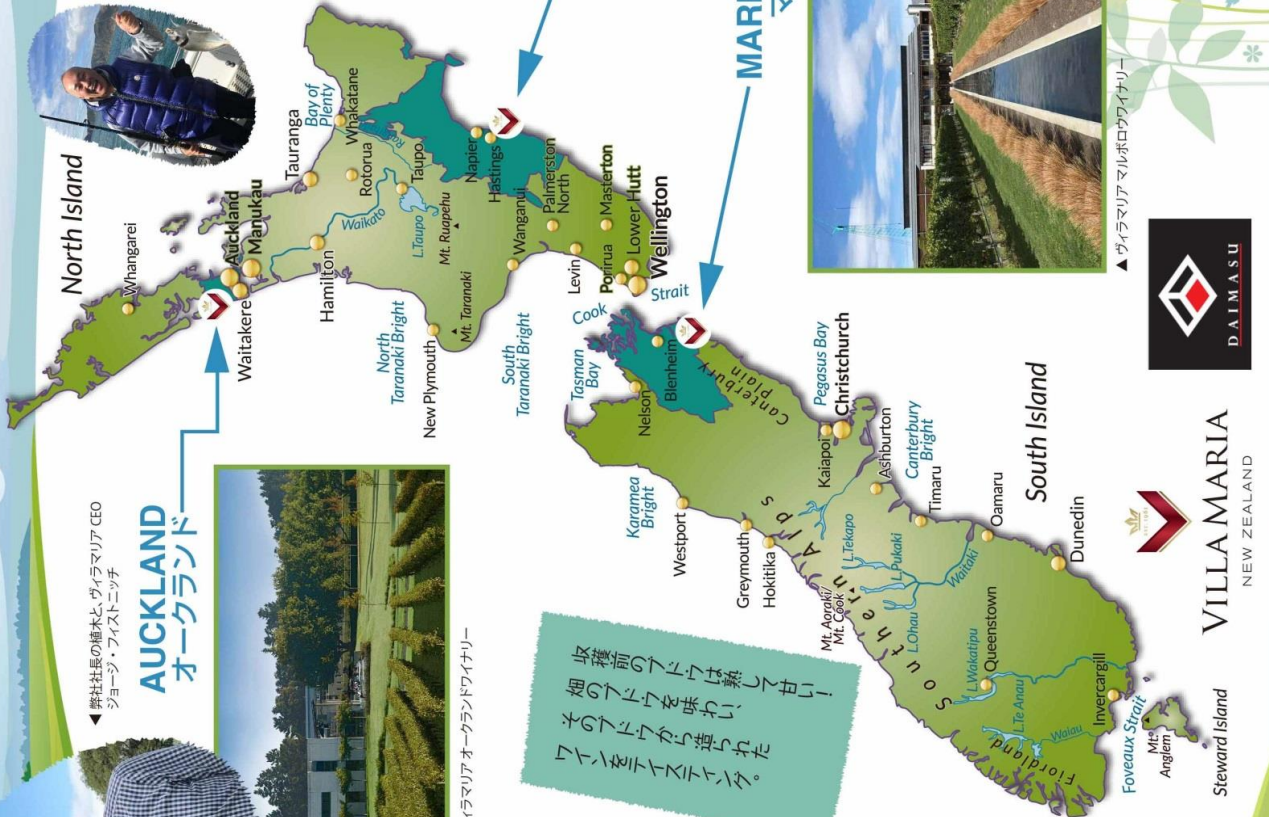 ◀ 弊社社長の植木と、ヴィラマリア CEO
ジョージ・フィストニッチ
AUCKLAND
オークランド
ィラマリア オークランドワイナリー
収穫前のブドウは熟して甘い!
畑のブドウを味わい、
そのブドウから造られた
ワインをテイスティング。
North Island
Whangarei
Auckland
Manukau
Waitakere
Hamilton
Tauranga
Bay of
Plenty
Whakatane
Rotorua
Waikato
Taupo
L.Taupo
Mt. Ruapehu
North
Taranaki Bright
New Plymouth
Mt. Taranaki
South
Taranaki Bright
Napier
Hastings
Wanganui
Palmerston
North
Levin
Masterton
Porirua
Lower Hutt
Wellington
Cook
Strait
Tasman
Bay
Nelson
Blenheim
Karamea
Bright
Westport
Greymouth
Hokitika
Canterbury
Plain
Pegasus Bay
Kaiapoi
Christchurch
Ashburton
Canterbury
Bright
Southern Alps
Mt. Aoraki/
Mt. Cook
L.Tekapo
L.Pukaki
L.Ohau
Waitaki
Timaru
Oamaru
South Island
Dunedin
L.Wakatipu
Queenstown
L.Te Anau
Waiau
Fiordland
Invercargill
Foveaux Strait
Mt°
Anglem
Steward Island
▲ ヴィラマリア マルボロウワイナリー
VILLA MARIA
NEW ZEALAND
DAIMASU